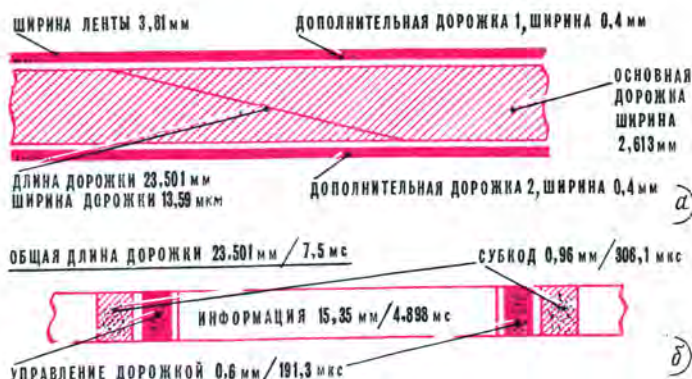 ШИРИНА ЛЕНТЫ 3,81 мм
ДОПОЛНИТЕЛЬНАЯ ДОРОЖКА 1, ШИРИНА 0,4 мм
ОСНОВНАЯ
ДОРОЖКА
ШИРИНА
2,613 мм
ДЛИНА ДОРОЖКИ 23.501 мм
ШИРИНА ДОРОЖКИ 13,59 мкм
ДОПОЛНИТЕЛЬНАЯ ДОРОЖКА 2, ШИРИНА 0,4 мм
а)
ОБЩАЯ ДЛИНА ДОРОЖКИ 23.501 мм / 7,5 мс
СУБКОД 0,96 мм / 306,1 мкс
ИНФОРМАЦИЯ 15,35 мм / 4.898 мс
УПРАВЛЕНИЕ ДОРОЖКОЙ 0,6 мм / 191,3 мкс
б)